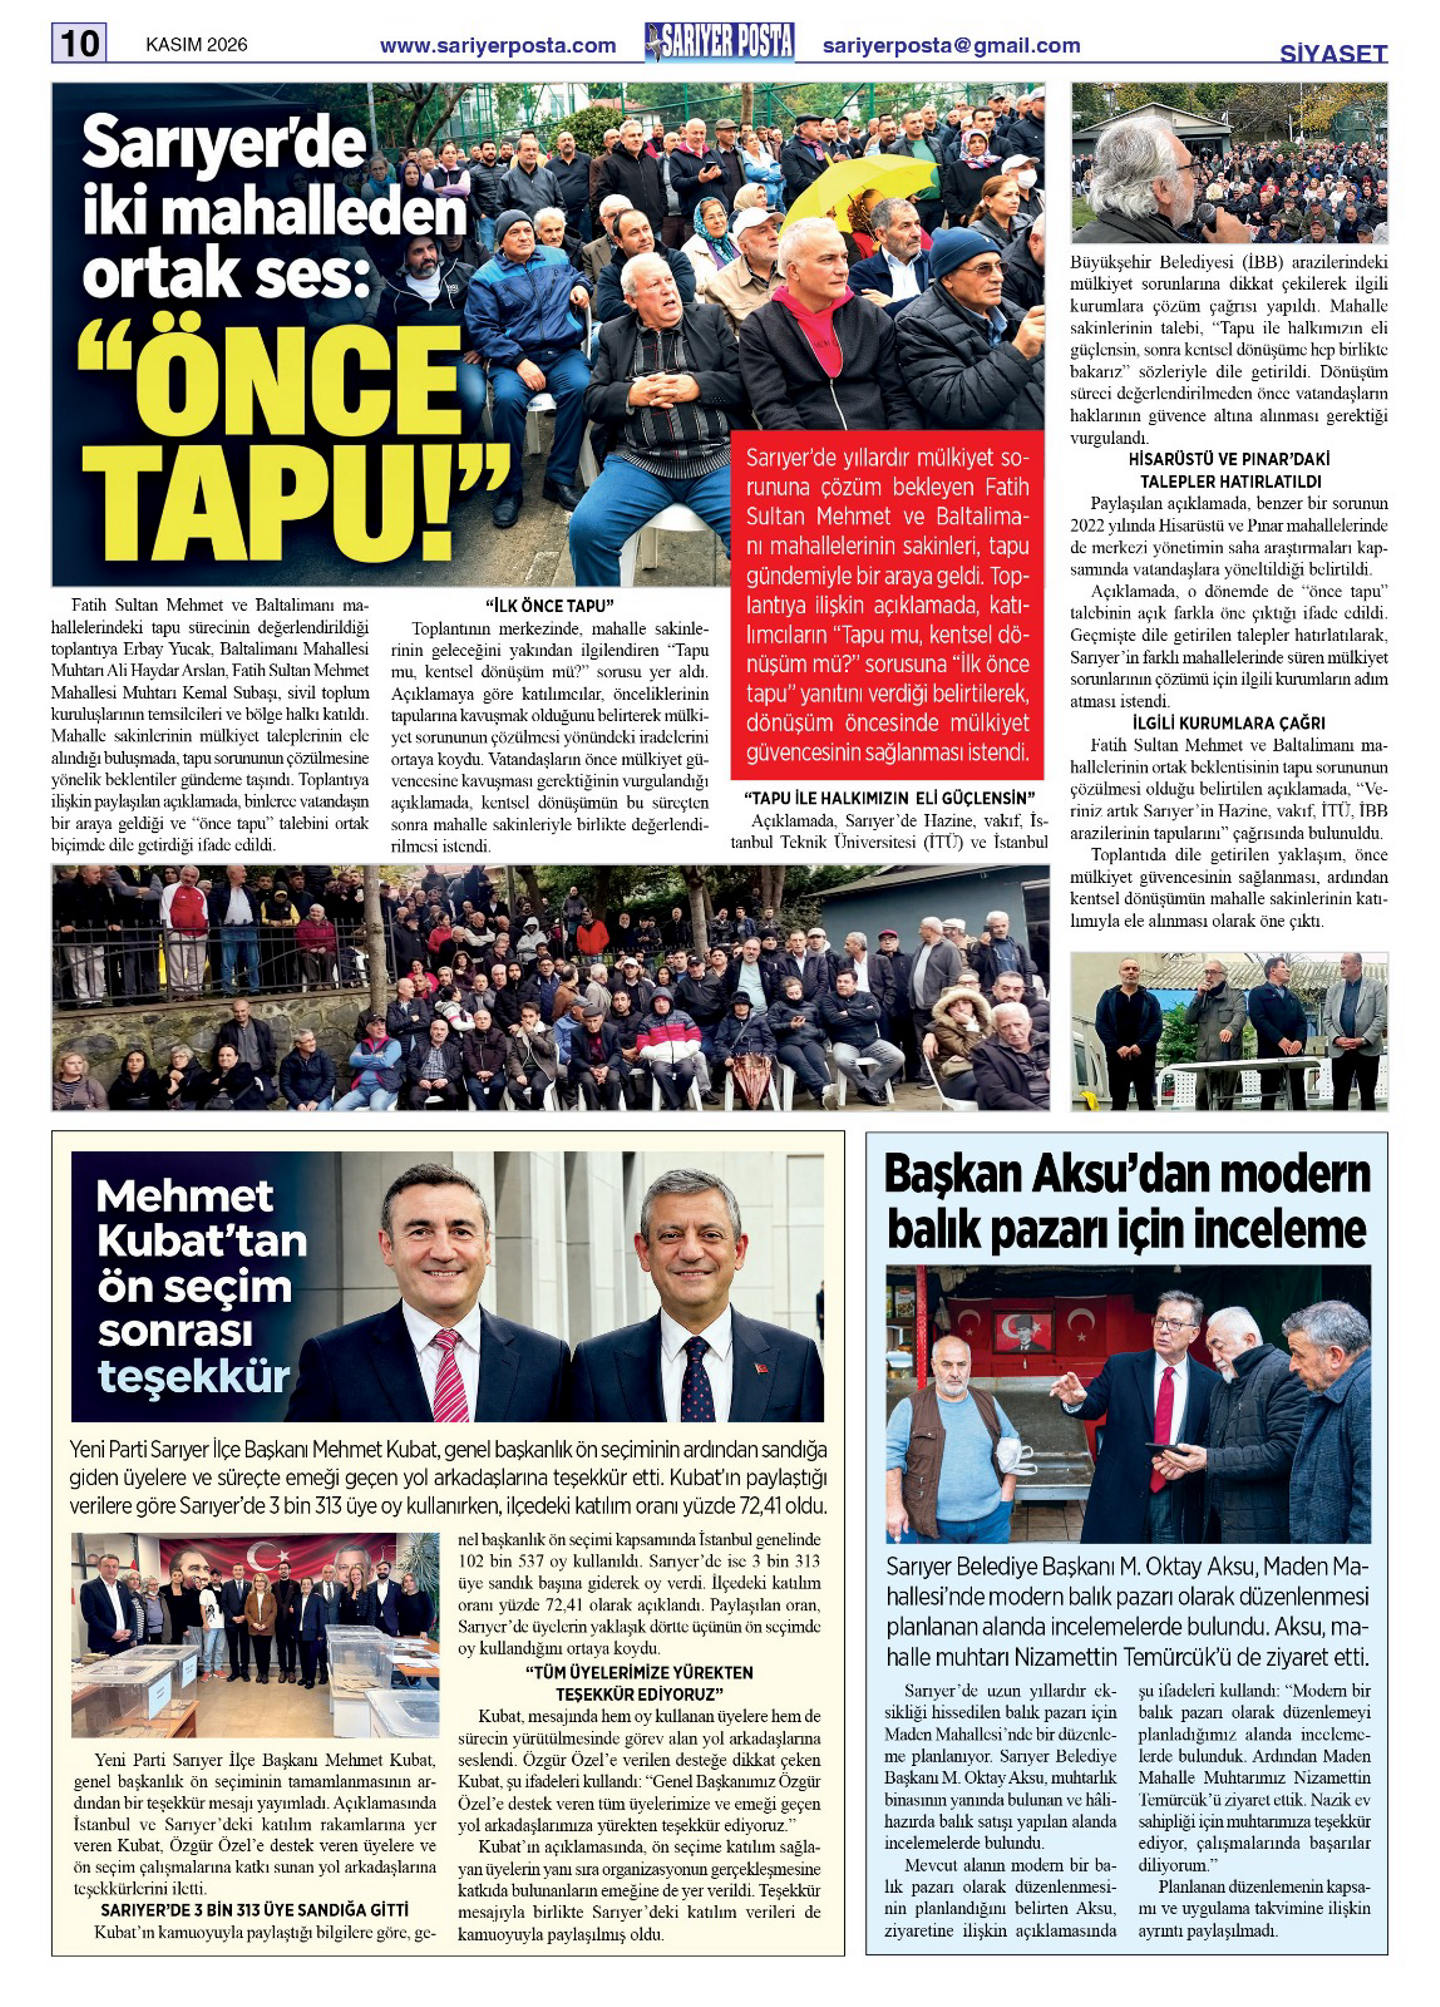 10
KASIM 2026
www.sariyerposta.com
SARIYER POSTA
sariyerposta@gmail.com
SİYASET
Sarıyer'de
iki mahalleden
ortak ses:
“ÖNCE
TAPU!”
Sarıyer’de yıllardır mülkiyet so-
rununa çözüm bekleyen Fatih
Sultan Mehmet ve Baltalima-
nı mahallelerinin sakinleri, tapu
gündemiyle bir araya geldi. Top-
lantıya ilişkin açıklamada, katı-
lımcıların “Tapu mu, kentsel dö-
nüşüm mü?” sorusuna “İlk önce
tapu” yanıtını verdiği belirtilerek,
dönüşüm öncesinde mülkiyet
güvencesinin sağlanması istendi.
Fatih Sultan Mehmet ve Baltalimanı ma-
hallelerindeki tapu sürecinin değerlendirildiği
toplantıya Erbay Yucak, Baltalimanı Mahallesi
Muhtarı Ali Haydar Arslan, Fatih Sultan Mehmet
Mahallesi Muhtarı Kemal Subaşı, sivil toplum
kuruluşlarının temsilcileri ve bölge halkı katıldı.
Mahalle sakinlerinin mülkiyet taleplerinin ele
alındığı buluşmada, tapu sorununun çözülmesine
yönelik beklentiler gündeme taşındı. Toplantıya
ilişkin paylaşılan açıklamada, binlerce vatandaşın
bir araya geldiği ve “önce tapu” talebini ortak
biçimde dile getirdiği ifade edildi.
“İLK ÖNCE TAPU”
Toplantının merkezinde, mahalle sakinle-
rinin geleceğini yakından ilgilendiren “Tapu
mu, kentsel dönüşüm mü?” sorusu yer aldı.
Açıklamaya göre katılımcılar, önceliklerinin
tapularına kavuşmak olduğunu belirterek mülki-
yet sorununun çözülmesi yönündeki iradelerini
ortaya koydu. Vatandaşların önce mülkiyet gü-
vencesine kavuşması gerektiğinin vurgulandığı
açıklamada, kentsel dönüşümün bu süreçten
sonra mahalle sakinleriyle birlikte değerlendi-
rilmesi istendi.
“TAPU İLE HALKIMIZIN ELİ GÜÇLENSİN”
Açıklamada, Sarıyer’de Hazine, vakıf, İs-
tanbul Teknik Üniversitesi (İTÜ) ve İstanbul
Büyükşehir Belediyesi (İBB) arazilerindeki
mülkiyet sorunlarına dikkat çekilerek ilgili
kurumlara çözüm çağrısı yapıldı. Mahalle
sakinlerinin talebi, “Tapu ile halkımızın eli
güçlensin, sonra kentsel dönüşüme hep birlikte
bakarız” sözleriyle dile getirildi. Dönüşüm
süreci değerlendirilmeden önce vatandaşların
haklarının güvence altına alınması gerektiği
vurgulandı.
HİSARÜSTÜ VE PINAR’DAKİ
TALEPLER HATIRLATILDI
Paylaşılan açıklamada, benzer bir sorunun
2022 yılında Hisarüstü ve Pınar mahallelerinde
de merkezi yönetimin saha araştırmaları kap-
samında vatandaşlara yöneltildiği belirtildi.
Açıklamada, o dönemde de “önce tapu”
talebinin açık farkla öne çıktığı ifade edildi.
Geçmişte dile getirilen talepler hatırlatılarak,
Sarıyer’in farklı mahallelerinde süren mülkiyet
sorunlarının çözümü için ilgili kurumların adım
atması istendi.
İLGİLİ KURUMLARA ÇAĞRI
Fatih Sultan Mehmet ve Baltalimanı ma-
hallelerinin ortak beklentisinin tapu sorununun
çözülmesi olduğu belirtilen açıklamada, “Ve-
riniz artık Sarıyer’in Hazine, vakıf, İTÜ, İBB
arazilerinin tapularını” çağrısında bulunuldu.
Toplantıda dile getirilen yaklaşım, önce
mülkiyet güvencesinin sağlanması, ardından
kentsel dönüşümün mahalle sakinlerinin katı-
lımıyla ele alınması olarak öne çıktı.
Mehmet
Kubat’tan
ön seçim
sonrası
teşekkür
Yeni Parti Sarıyer İlçe Başkanı Mehmet Kubat, genel başkanlık ön seçiminin ardından sandığa
giden üyelere ve süreçte emeği geçen yol arkadaşlarına teşekkür etti. Kubat’ın paylaştığı
verilere göre Sarıyer’de 3 bin 313 üye oy kullanırken, ilçedeki katılım oranı yüzde 72,41 oldu.
Yeni Parti Sarıyer İlçe Başkanı Mehmet Kubat,
genel başkanlık ön seçiminin tamamlanmasının ar-
dından bir teşekkür mesajı yayımladı. Açıklamasında
İstanbul ve Sarıyer’deki katılım rakamlarına yer
veren Kubat, Özgür Özel’e destek veren üyelere ve
ön seçim çalışmalarına katkı sunan yol arkadaşlarına
teşekkürlerini iletti.
SARIYER’DE 3 BİN 313 ÜYE SANDIĞA GİTTİ
Kubat’ın kamuoyuyla paylaştığı bilgilere göre, ge-
nel başkanlık ön seçimi kapsamında İstanbul genelinde
102 bin 537 oy kullanıldı. Sarıyer’de ise 3 bin 313
üye sandık başına giderek oy verdi. İlçedeki katılım
oranı yüzde 72,41 olarak açıklandı. Paylaşılan oran,
Sarıyer’de üyelerin yaklaşık dörtte üçünün ön seçimde
oy kullandığını ortaya koydu.
“TÜM ÜYELERİMİZE YÜREKTEN
TEŞEKKÜR EDİYORUZ”
Kubat, mesajında hem oy kullanan üyelere hem de
sürecin yürütülmesinde görev alan yol arkadaşlarına
seslendi. Özgür Özel’e verilen desteğe dikkat çeken
Kubat, şu ifadeleri kullandı: “Genel Başkanımız Özgür
Özel’e destek veren tüm üyelerimize ve emeği geçen
yol arkadaşlarımıza yürekten teşekkür ediyoruz.”
Kubat’ın açıklamasında, ön seçime katılım sağla-
yan üyelerin yanı sıra organizasyonun gerçekleşmesine
katkıda bulunanların emeğine de yer verildi. Teşekkür
mesajıyla birlikte Sarıyer’deki katılım verileri de
kamuoyuyla paylaşılmış oldu.
Başkan Aksu’dan modern
balık pazarı için inceleme
Sarıyer Belediye Başkanı M. Oktay Aksu, Maden Ma-
hallesi’nde modern balık pazarı olarak düzenlenmesi
planlanan alanda incelemelerde bulundu. Aksu, ma-
halle muhtarı Nizamettin Temürcük’ü de ziyaret etti.
Sarıyer’de uzun yıllardır ek-
sikliği hissedilen balık pazarı için
Maden Mahallesi’nde bir düzenle-
me planlanıyor. Sarıyer Belediye
Başkanı M. Oktay Aksu, muhtarlık
binasının yanında bulunan ve hâli-
hazırda balık satışı yapılan alanda
incelemelerde bulundu.
Mevcut alanın modern bir ba-
lık pazarı olarak düzenlenmesi-
nin planlandığını belirten Aksu,
ziyaretine ilişkin açıklamasında
şu ifadeleri kullandı: “Modern bir
balık pazarı olarak düzenlemeyi
planladığımız alanda inceleme-
lerde bulunduk. Ardından Maden
Mahalle Muhtarımız Nizamettin
Temürcük’ü ziyaret ettik. Nazik ev
sahipliği için muhtarımıza teşekkür
ediyor, çalışmalarında başarılar
diliyorum.”
Planlanan düzenlemenin kapsa-
mı ve uygulama takvimine ilişkin
ayrıntı paylaşılmadı.